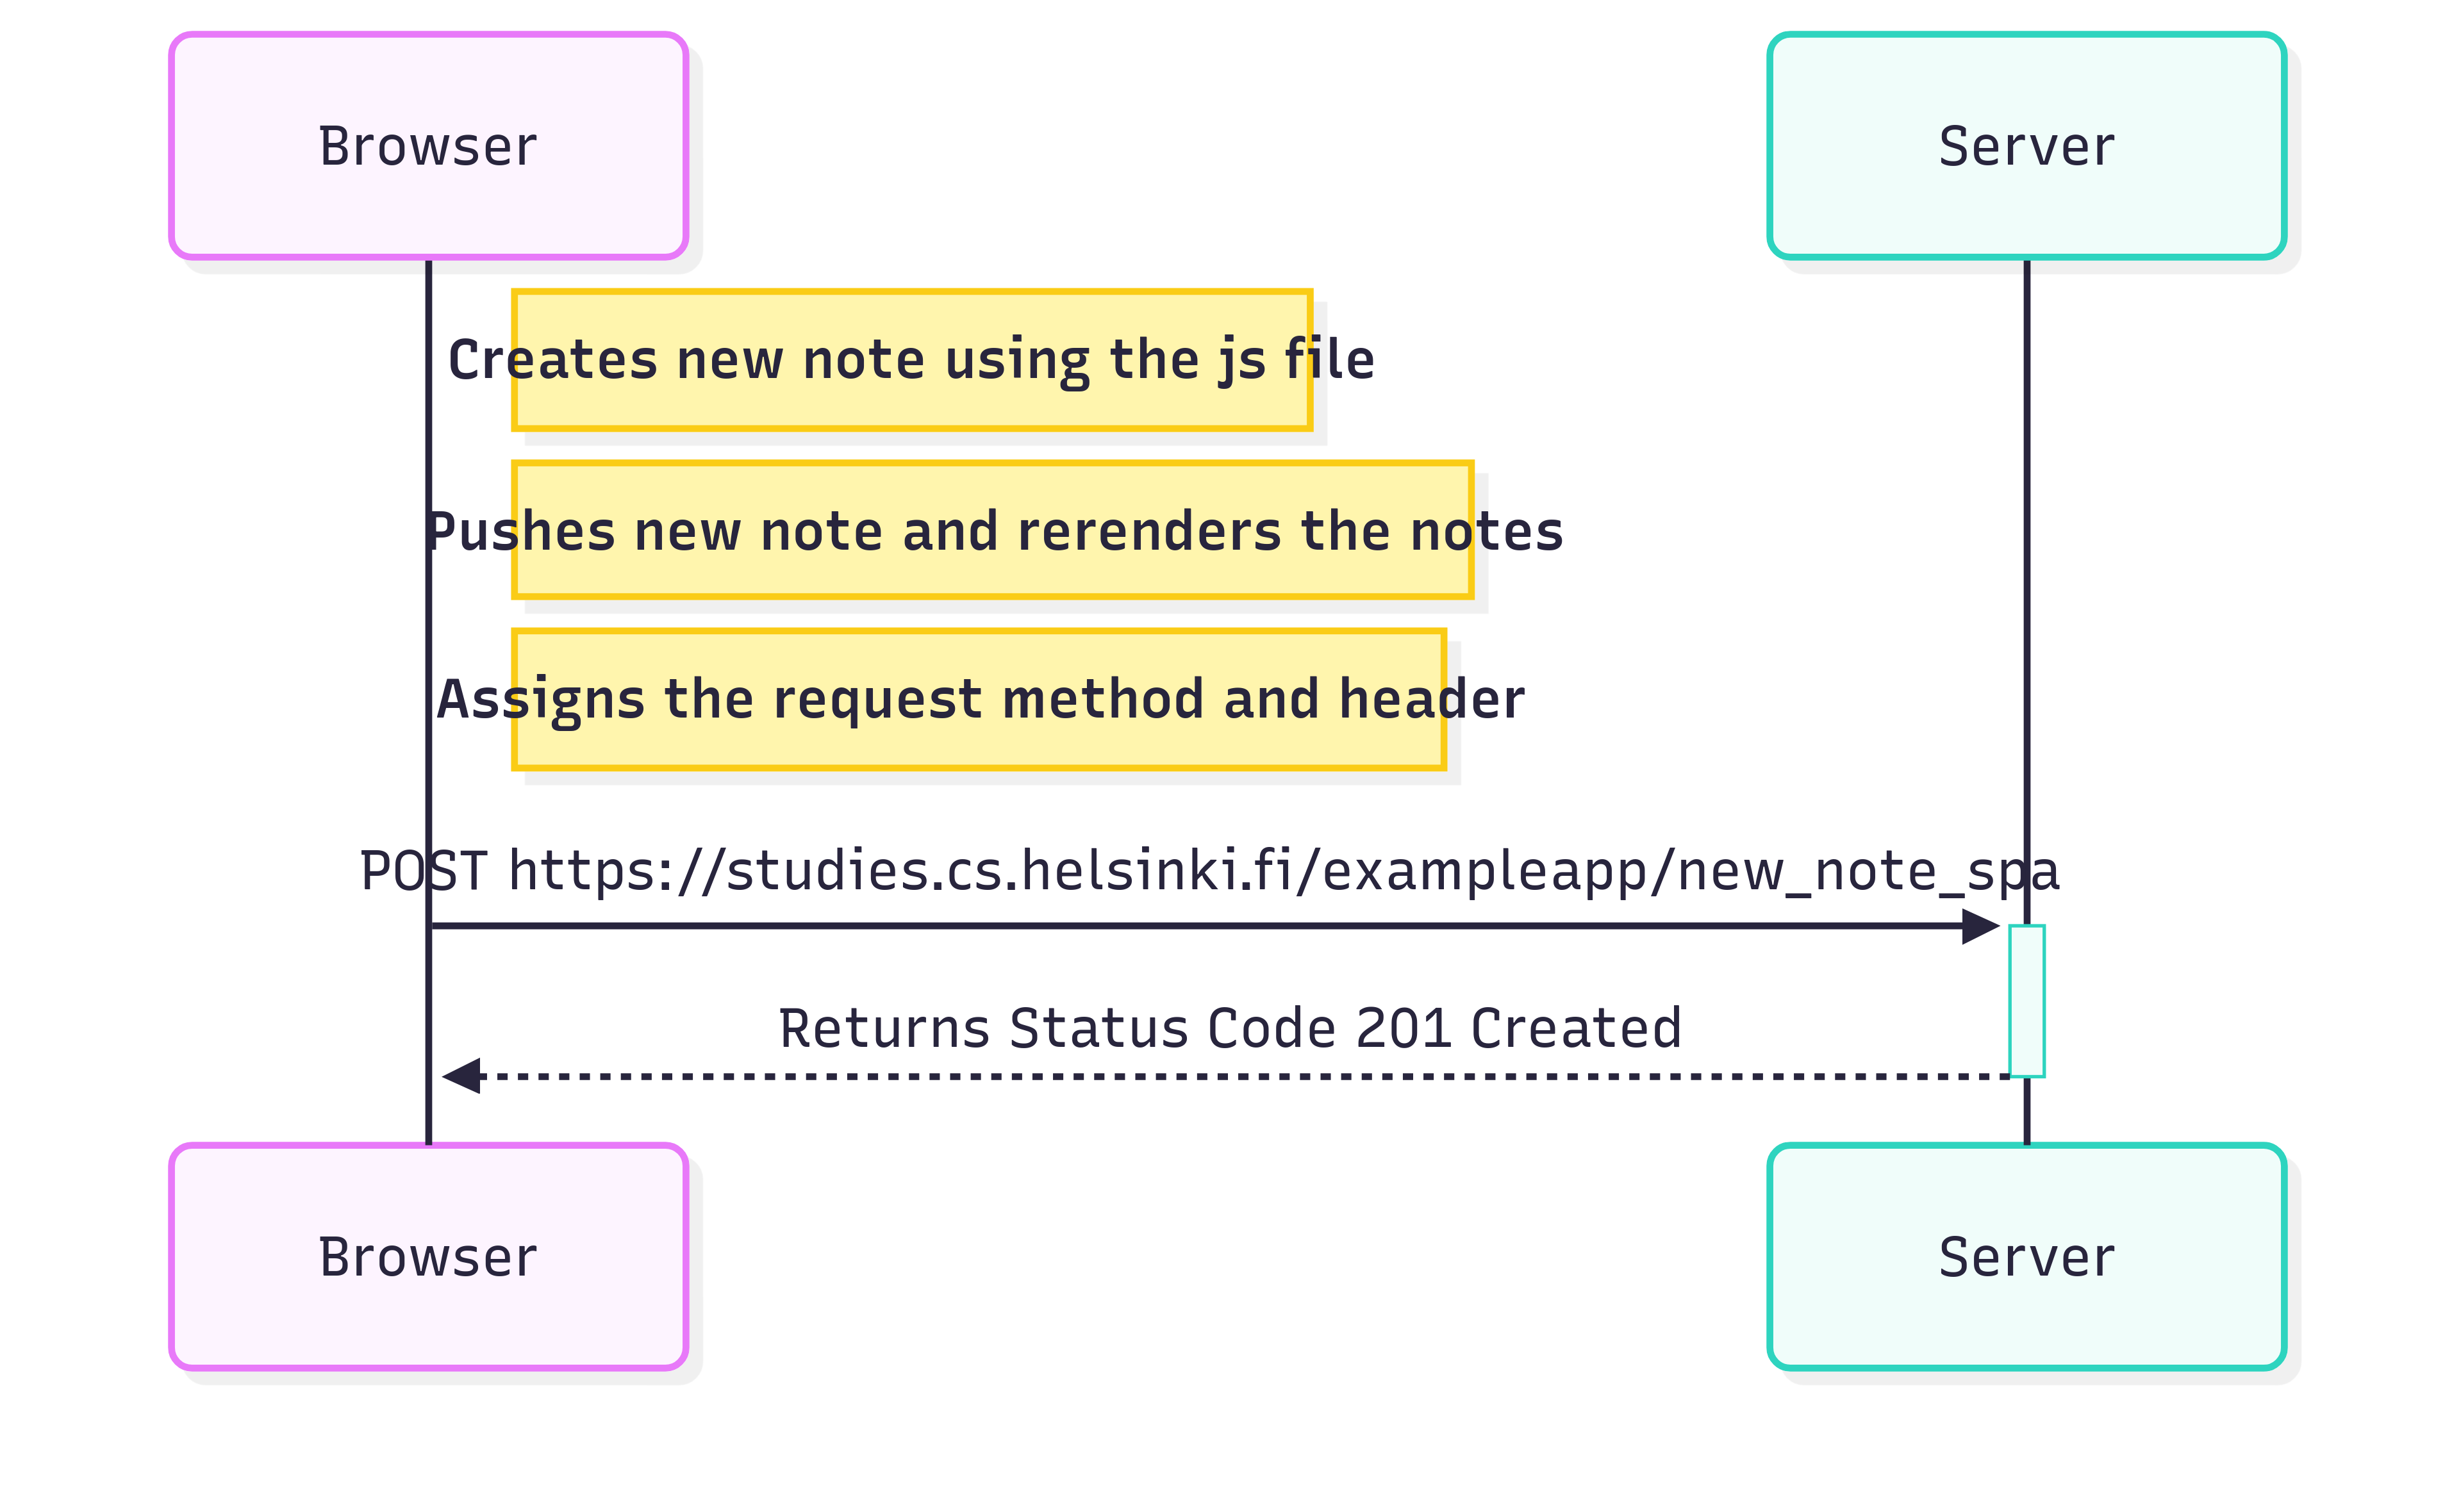 Browser
Server
Creates new note using the js file
Pushes new note and rerenders the notes
Assigns the request method and header
POST https://studies.cs.helsinki.fi/exampleapp/new_note_spa
Returns Status Code 201 Created
Browser
Server